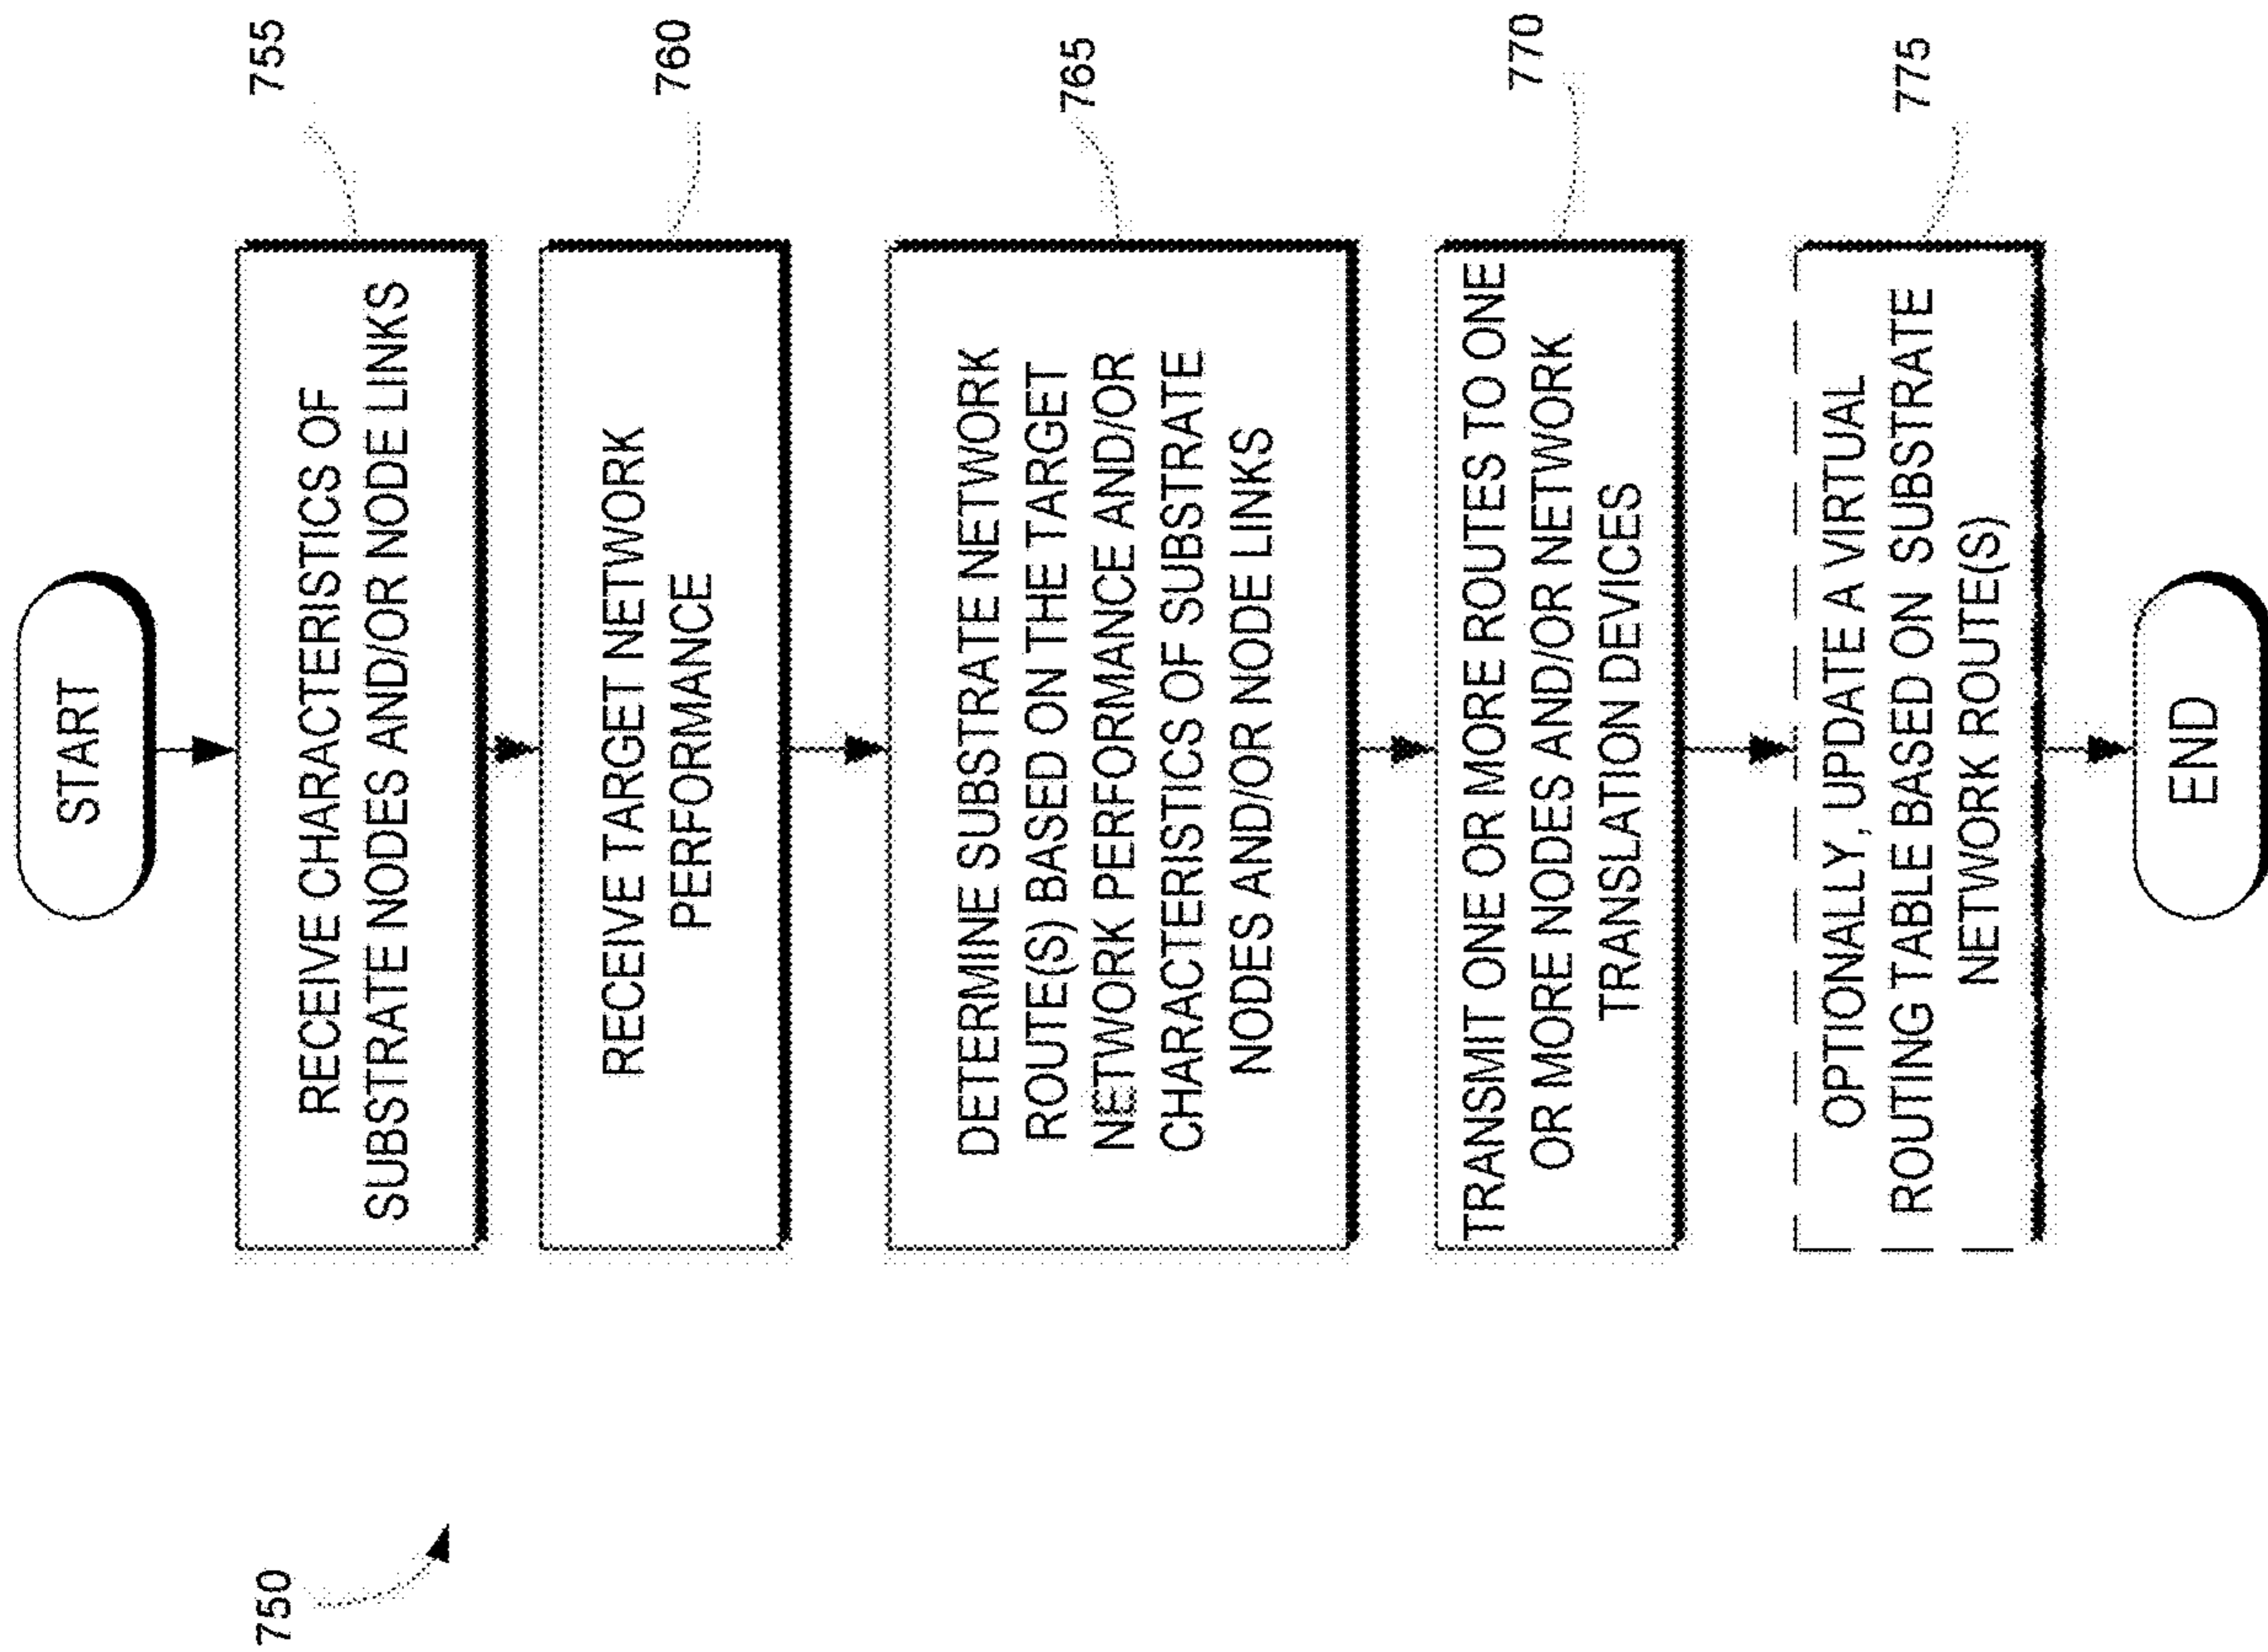 750
START
RECEIVE CHARACTERISTICS OF
SUBSTRATE NODES AND/OR NODE LINKS
755
RECEIVE TARGET NETWORK
PERFORMANCE
760
DETERMINE SUBSTRATE NETWORK
ROUTE(S) BASED ON THE TARGET
NETWORK PERFORMANCE AND/OR
CHARACTERISTICS OF SUBSTRATE
NODES AND/OR NODE LINKS
765
TRANSMIT ONE OR MORE ROUTES TO ONE
OR MORE NODES AND/OR NETWORK
TRANSLATION DEVICES
770
OPTIONALLY, UPDATE A VIRTUAL
ROUTING TABLE BASED ON SUBSTRATE
NETWORK ROUTE(S)
775
END